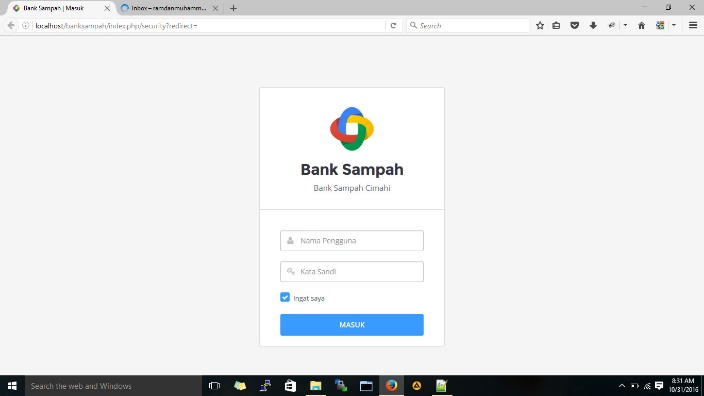 Bank Sampah | Masuk
Inbox – ramdanmuhamm...
localhost/banksampah/index.php/security?redirect=
Search
Bank Sampah
Bank Sampah Cimahi
Nama Pengguna
Kata Sandi
Ingat saya
MASUK
Search the web and Windows
8:31 AM
10/31/2016